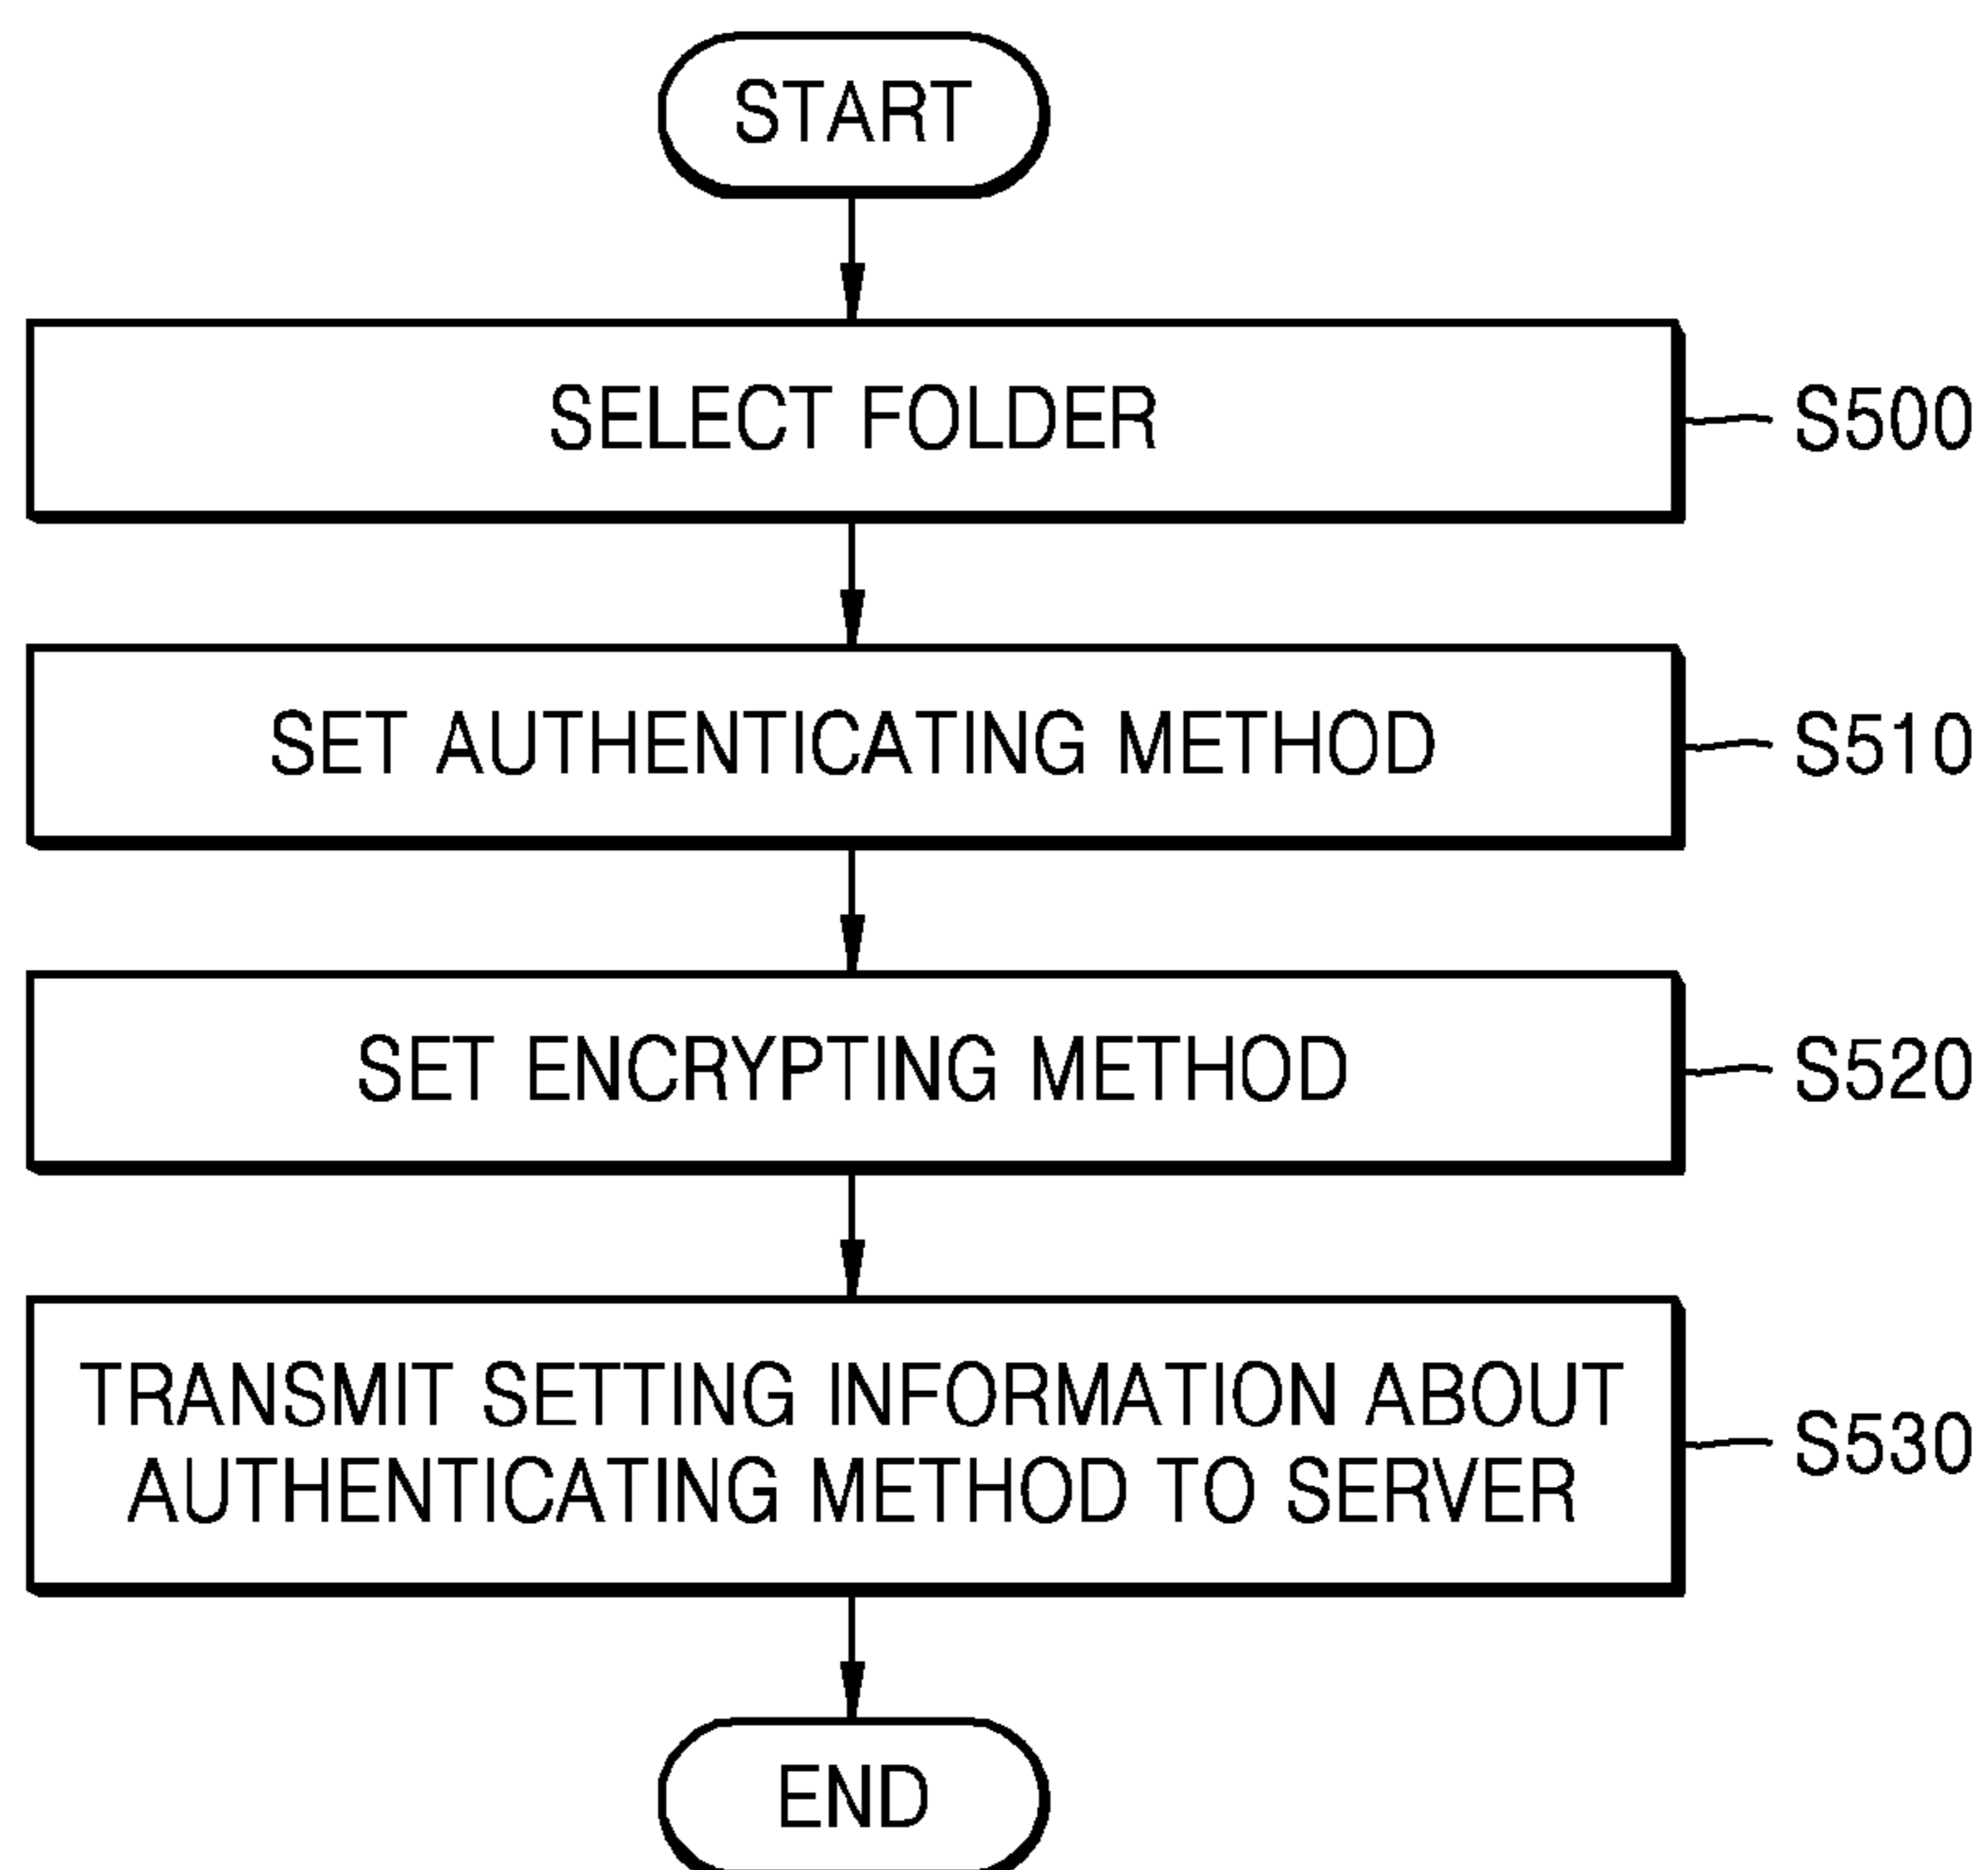 START
SELECT FOLDER
S500
SET AUTHENTICATING METHOD
S510
SET ENCRYPTING METHOD
S520
TRANSMIT SETTING INFORMATION ABOUT
AUTHENTICATING METHOD TO SERVER
S530
END